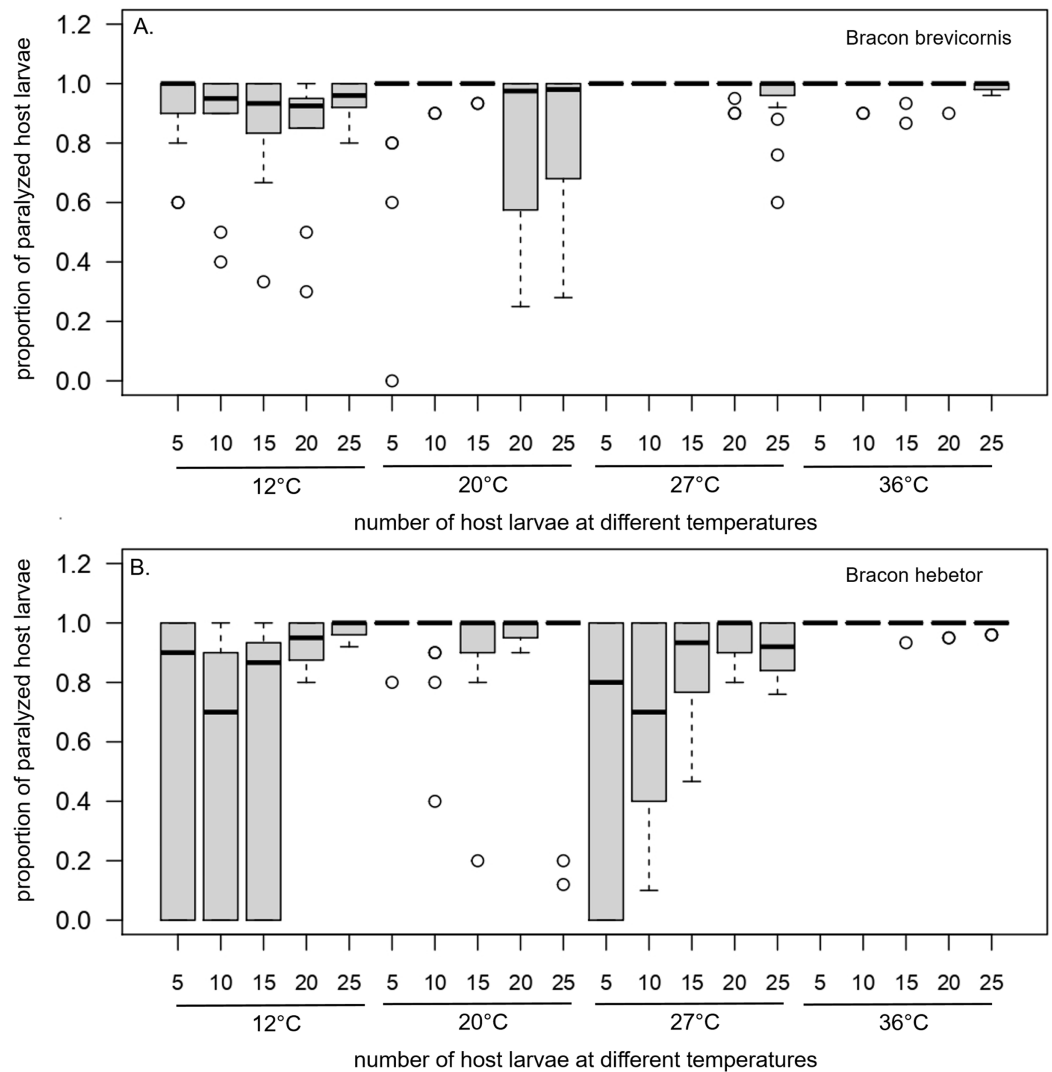 A.
Bracon brevicornis
proportion of paralyzed host larvae
1.2
1.0
0.8
0.6
0.4
0.2
0.0
5 10 15 20 25 5 10 15 20 25 5 10 15 20 25 5 10 15 20 25
12°C 20°C 27°C 36°C
number of host larvae at different temperatures
B.
Bracon hebetor
proportion of paralyzed host larvae
1.2
1.0
0.8
0.6
0.4
0.2
0.0
5 10 15 20 25 5 10 15 20 25 5 10 15 20 25 5 10 15 20 25
12°C 20°C 27°C 36°C
number of host larvae at different temperatures